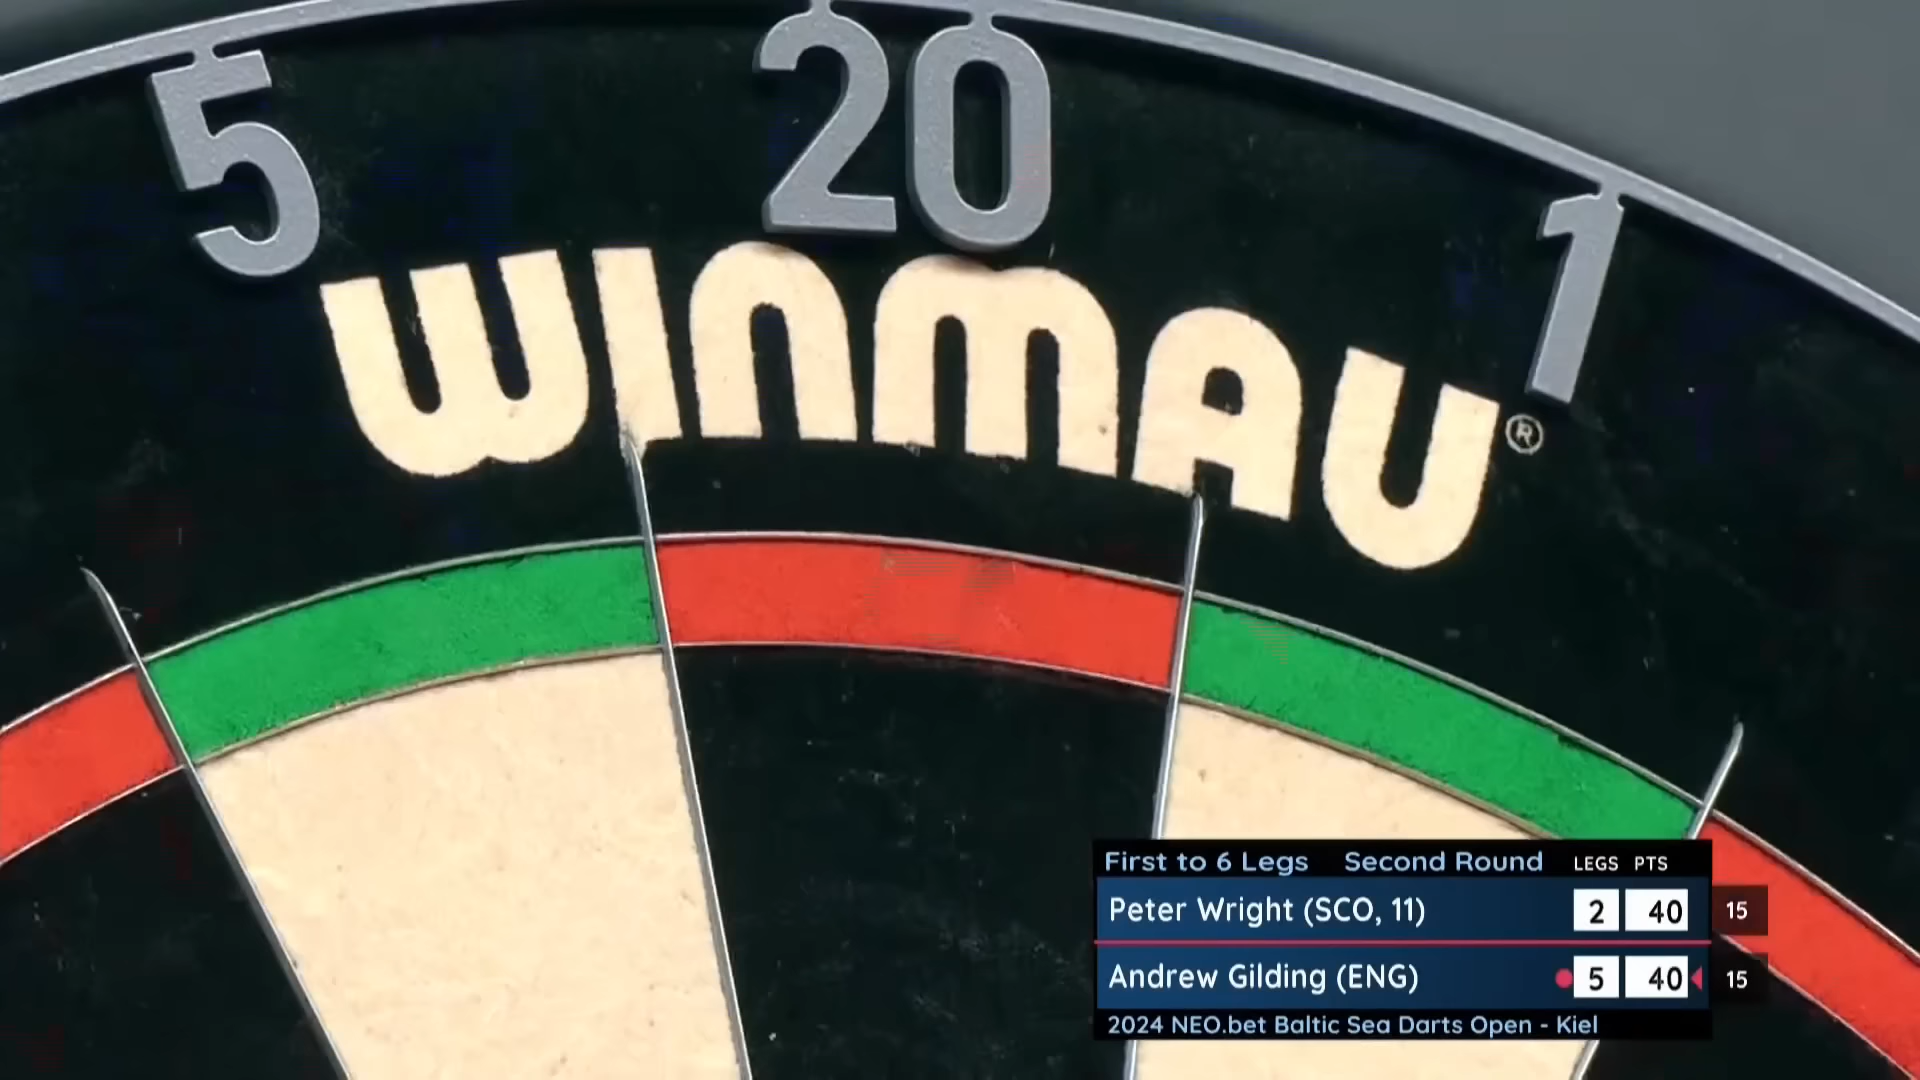 5 20 1
WINMAU®
First to 6 Legs Second Round LEGS PTS
Peter Wright (SCO, 11) 2 40 15
Andrew Gilding (ENG) 5 40 15
2024 NEO.bet Baltic Sea Darts Open - Kiel